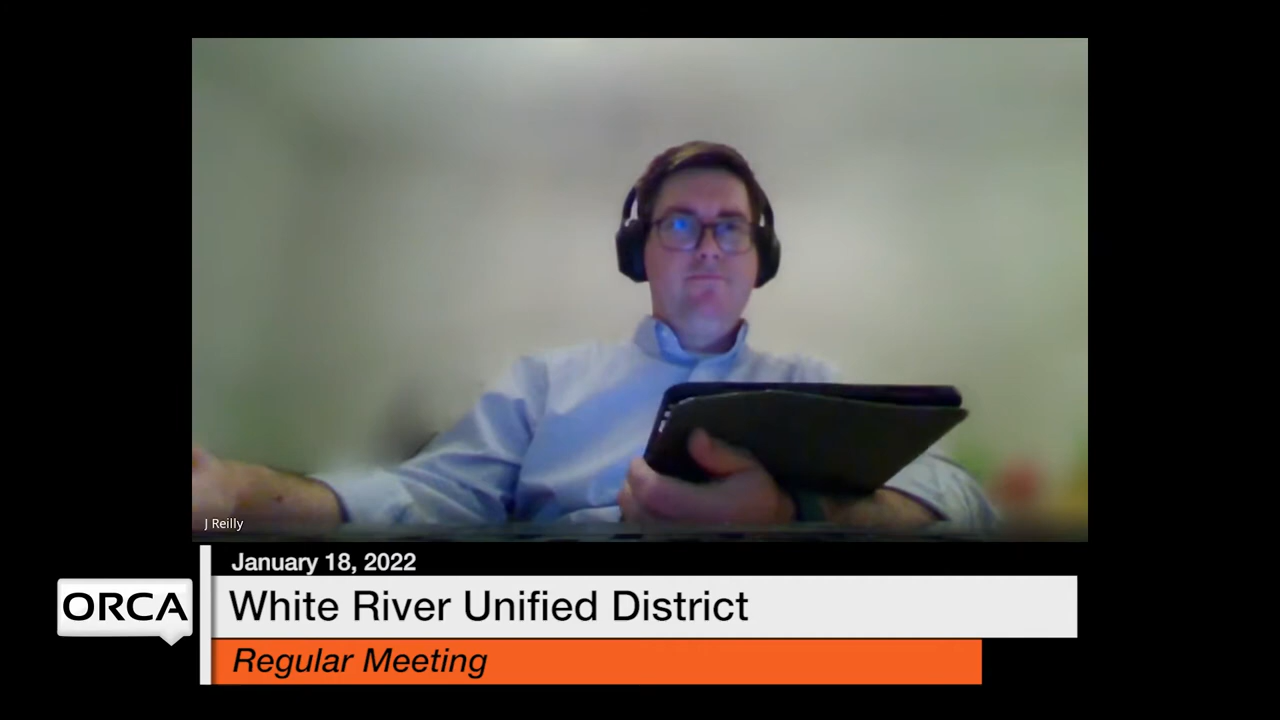 J Reilly
January 18, 2022
ORCA
White River Unified District
Regular Meeting